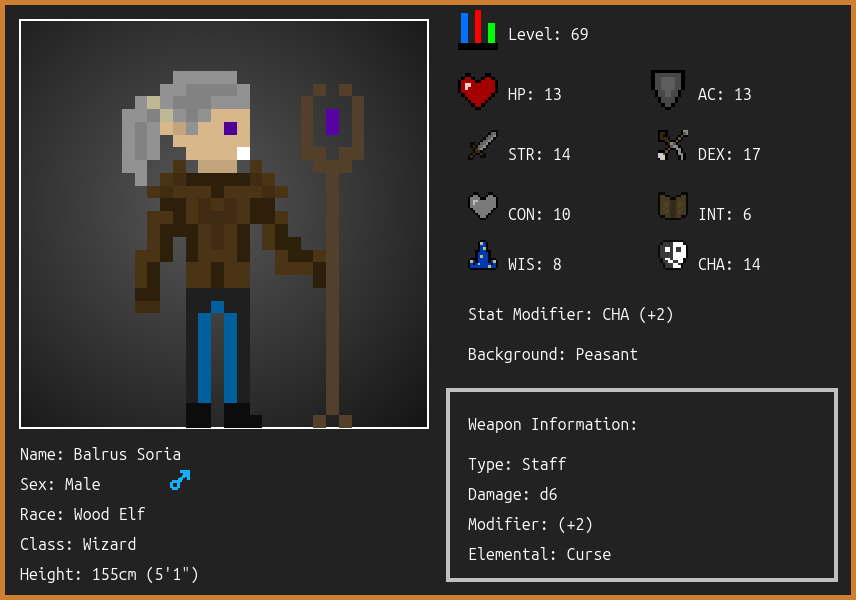 Level: 69
HP: 13
AC: 13
STR: 14
DEX: 17
CON: 10
INT: 6
WIS: 8
CHA: 14
Stat Modifier: CHA (+2)
Background: Peasant
Weapon Information:
Type: Staff
Damage: d6
Modifier: (+2)
Elemental: Curse
Name: Balrus Soria
Sex: Male
Race: Wood Elf
Class: Wizard
Height: 155cm (5'1")